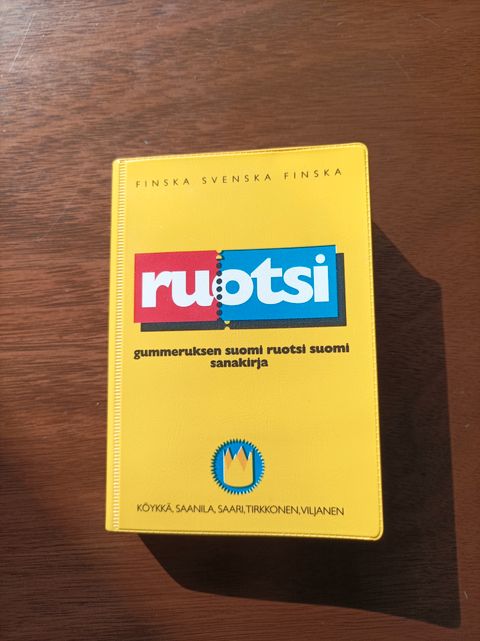 FINSKA SVENSKA FINSKA
ruotsi
gummeruksen suomi ruotsi suomi
sanakirja
KÖYKKÄ, SAANILA, SAARI, TIRKKONEN, VILJANEN